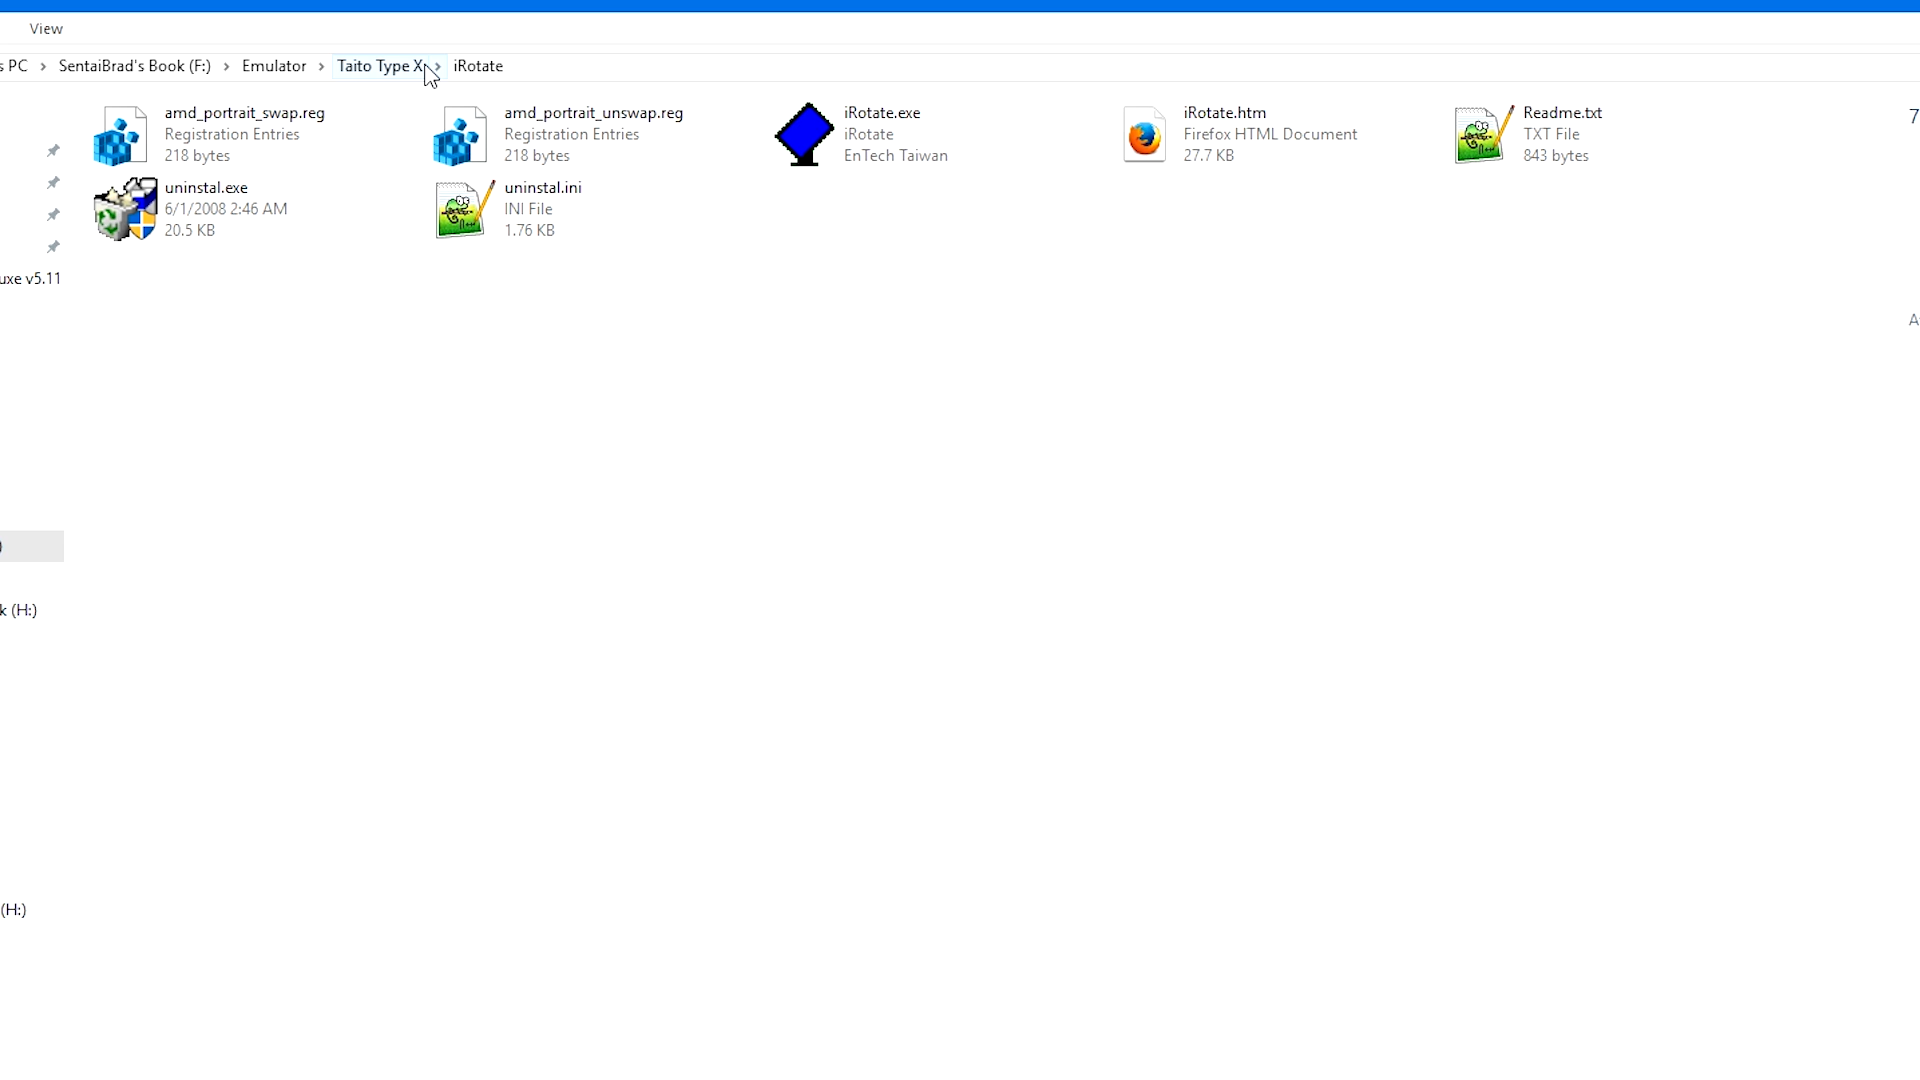 View
s PC › SentaiBrad's Book (F:) › Emulator › Taito Type X › iRotate
amd_portrait_swap.reg
Registration Entries
218 bytes
amd_portrait_unswap.reg
Registration Entries
218 bytes
iRotate.exe
iRotate
EnTech Taiwan
iRotate.htm
Firefox HTML Document
27.7 KB
Readme.txt
TXT File
843 bytes
7
uninstal.exe
6/1/2008 2:46 AM
20.5 KB
uninstal.ini
INI File
1.76 KB
uxe v5.11
A
)
k (H:)
(H:)